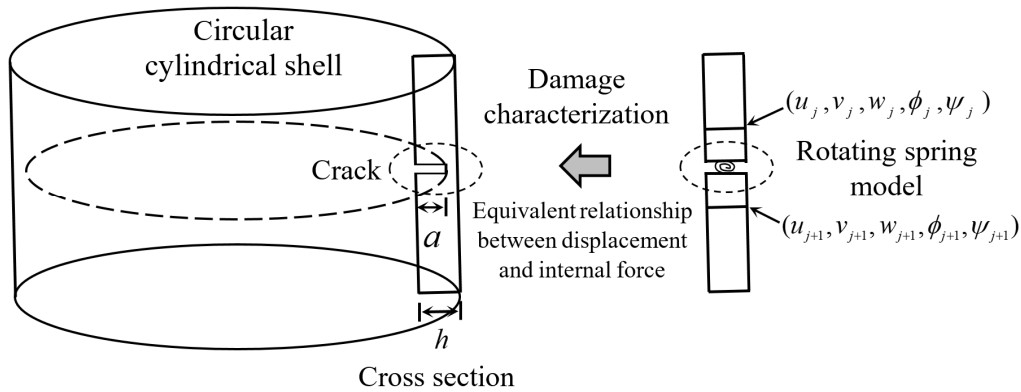 Circular
cylindrical shell
Crack
a
h
Cross section
Damage
characterization
Equivalent relationship
between displacement
and internal force
(u_j, v_j, w_j, ϕ_j, ψ_j)
Rotating spring
model
(u_{j+1}, v_{j+1}, w_{j+1}, ϕ_{j+1}, ψ_{j+1})